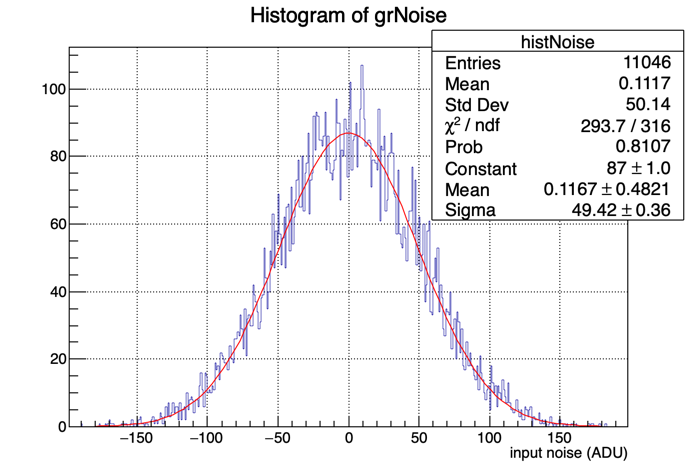 Histogram of grNoise
histNoise
Entries 11046
Mean 0.1117
Std Dev 50.14
χ² / ndf 293.7 / 316
Prob 0.8107
Constant 87 ± 1.0
Mean 0.1167 ± 0.4821
Sigma 49.42 ± 0.36
100
80
60
40
20
0
−150 −100 −50 0 50 100 150
input noise (ADU)